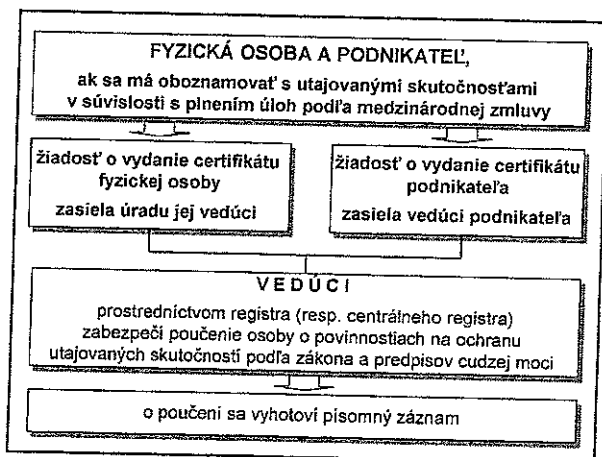 FYZICKÁ OSOBA A PODNIKATEĽ,
ak sa má oboznamovať s utajovanými skutočnosťami
v súvislosti s plnením úloh podľa medzinárodnej zmluvy
žiadosť o vydanie certifikátu
fyzickej osoby
zasiela úradu jej vedúci
žiadosť o vydanie certifikátu
podnikateľa
zasiela vedúci podnikateľa
VEDÚCI
prostredníctvom registra (resp. centrálneho registra)
zabezpečí poučenie osoby o povinnostiach na ochranu
utajovaných skutočností podľa zákona a predpisov cudzej moci
o poučení sa vyhotoví písomný záznam